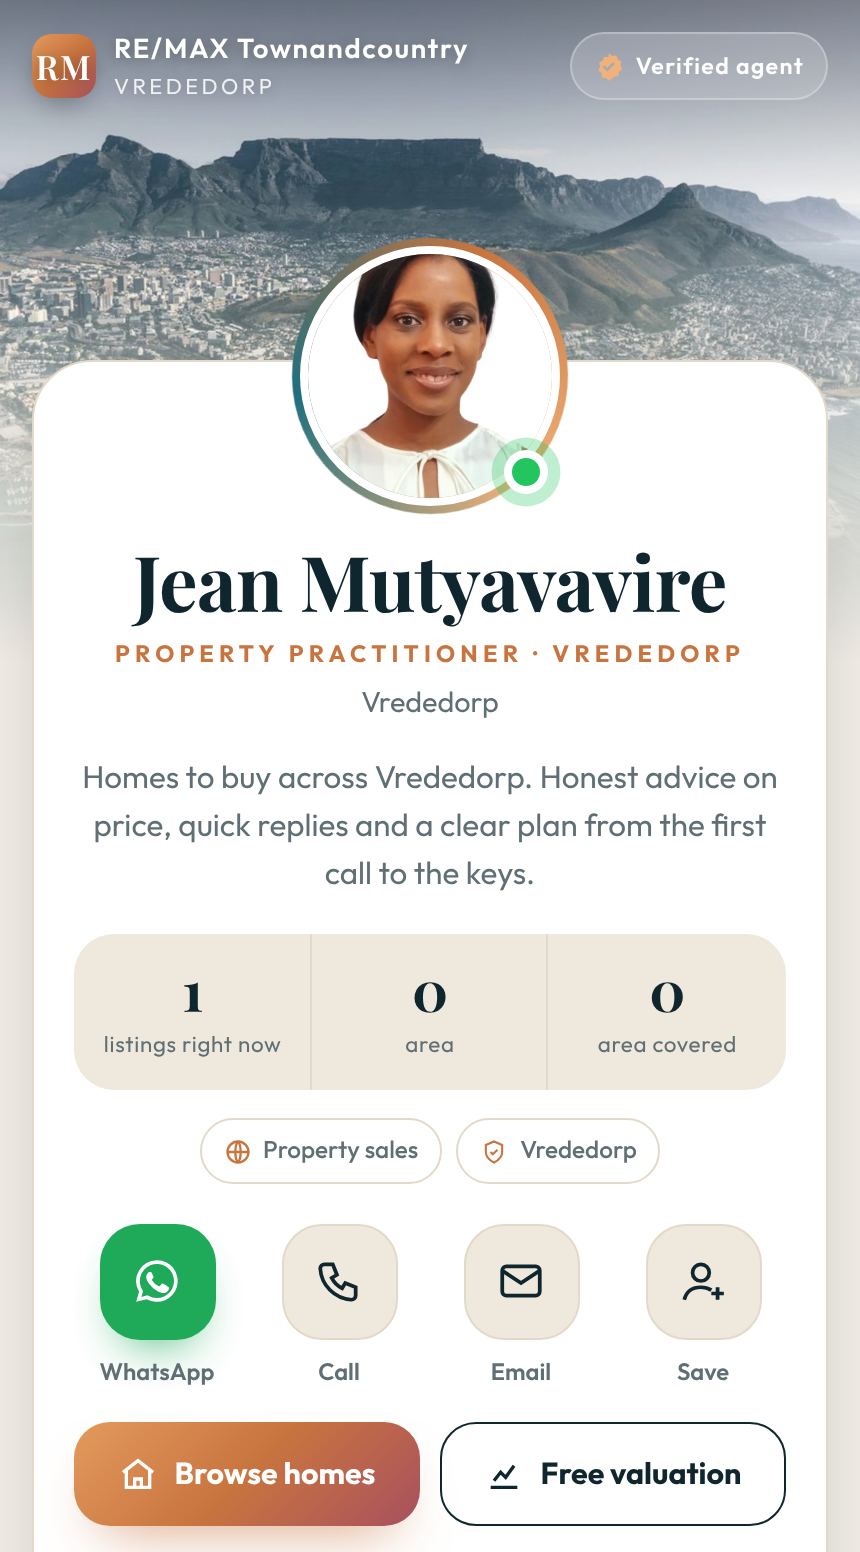 RM
RE/MAX Townandcountry
VREDEDORP
Verified agent
Jean Mutyavavire
PROPERTY PRACTITIONER · VREDEDORP
Vrededorp
Homes to buy across Vrededorp. Honest advice on
price, quick replies and a clear plan from the first
call to the keys.
1
listings right now
0
area
0
area covered
Property sales
Vrededorp
WhatsApp
Call
Email
Save
Browse homes
Free valuation